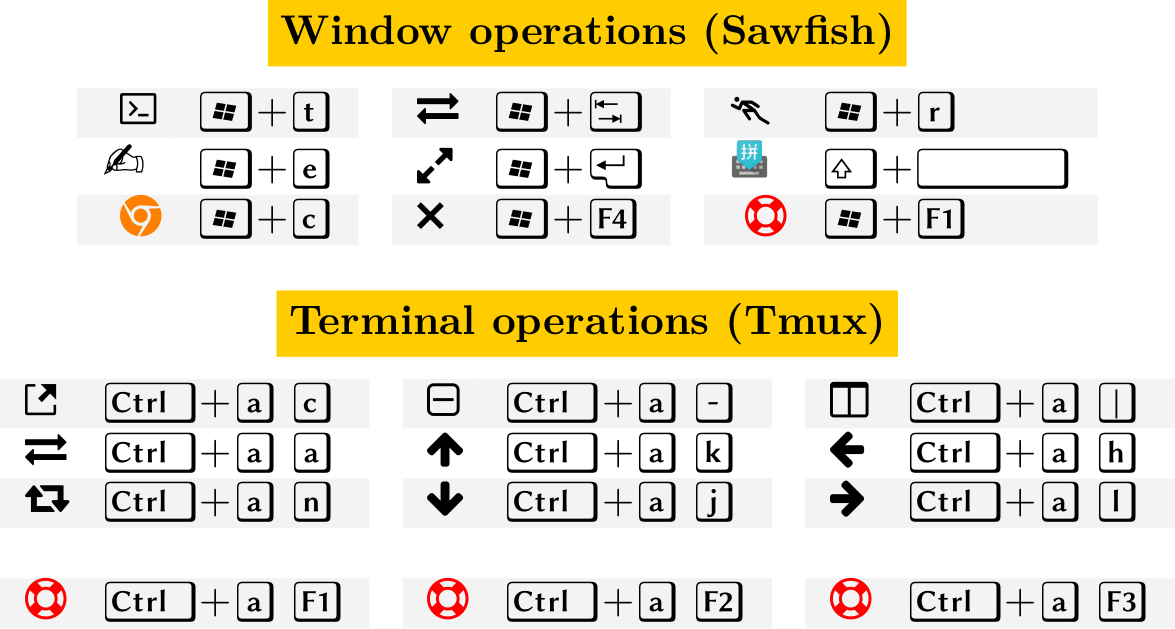 Window operations (Sawfish)
+ t + + r
拼
+ e + +
+ c + F4 + F1
Terminal operations (Tmux)
Ctrl + a c Ctrl + a - Ctrl + a |
Ctrl + a a Ctrl + a k Ctrl + a h
Ctrl + a n Ctrl + a j Ctrl + a l
Ctrl + a F1 Ctrl + a F2 Ctrl + a F3